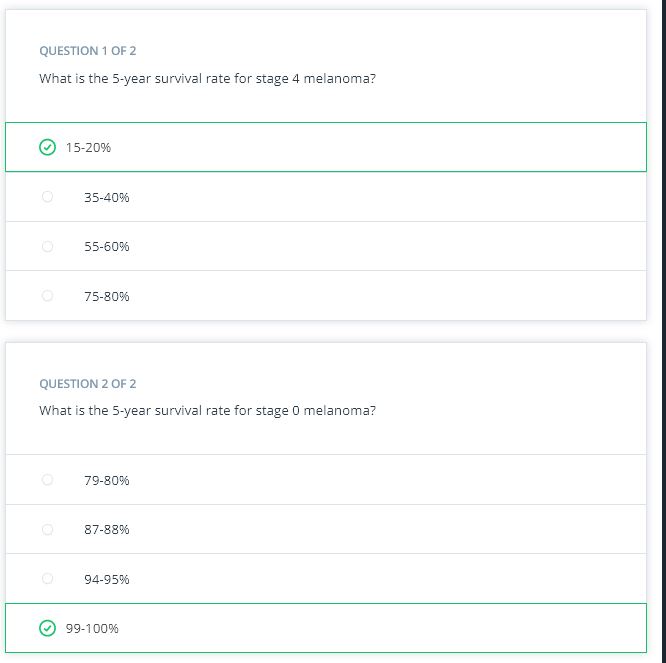 QUESTION 1 OF 2
What is the 5-year survival rate for stage 4 melanoma?
15-20%
35-40%
55-60%
75-80%
QUESTION 2 OF 2
What is the 5-year survival rate for stage 0 melanoma?
79-80%
87-88%
94-95%
99-100%